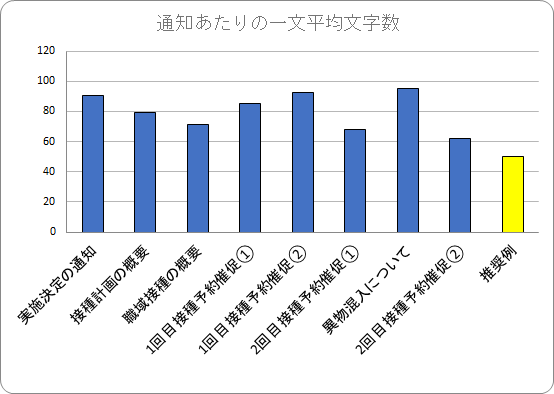 通知あたりの一文平均文字数
120
100
80
60
40
20
0
実施決定の通知
接種計画の概要
職域接種の概要
1回目接種予約催促①
1回目接種予約催促②
2回目接種予約催促①
異物混入について
2回目接種予約催促②
推奨例